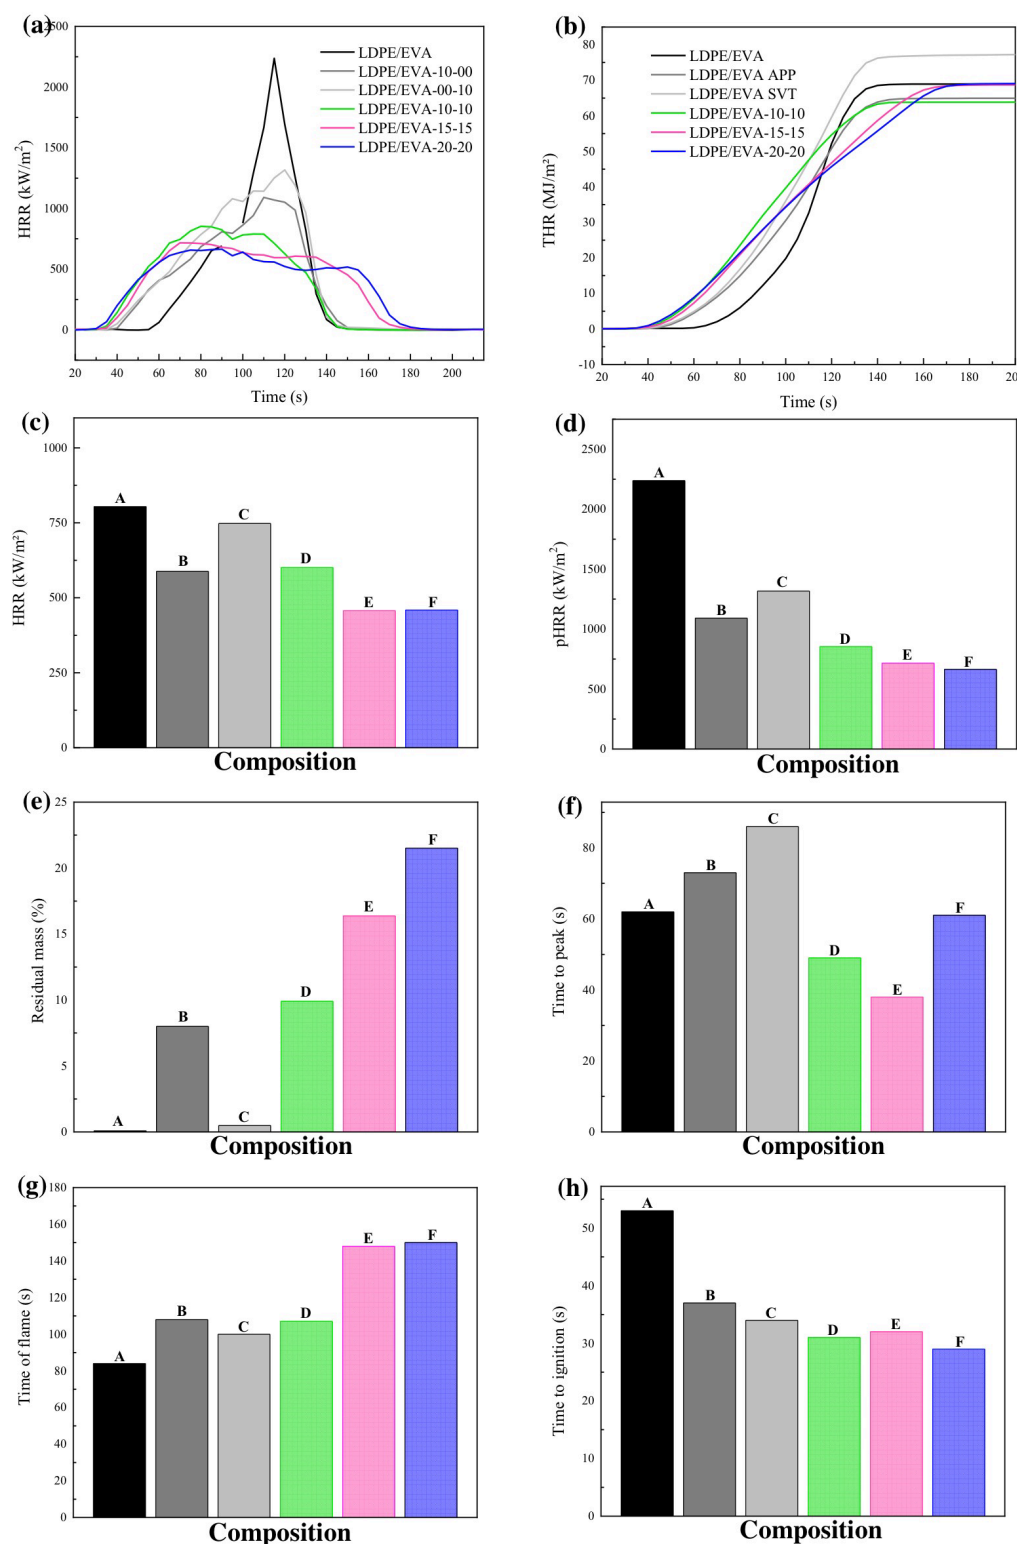 (a)
2500
2000
1500
1000
500
0
HRR (kW/m²)
LDPE/EVA
LDPE/EVA-10-00
LDPE/EVA-00-10
LDPE/EVA-10-10
LDPE/EVA-15-15
LDPE/EVA-20-20
20 40 60 80 100 120 140 160 180 200
Time (s)
(b)
80
70
60
50
40
30
20
10
0
-10
THR (MJ/m²)
LDPE/EVA
LDPE/EVA APP
LDPE/EVA SVT
LDPE/EVA-10-10
LDPE/EVA-15-15
LDPE/EVA-20-20
20 40 60 80 100 120 140 160 180 200
Time (s)
(c)
1000
750
500
250
0
HRR (kW/m²)
A
B
C
D
E
F
Composition
(d)
2500
2000
1500
1000
500
0
pHRR (kW/m²)
A
B
C
D
E
F
Composition
(e)
25
20
15
10
5
0
Residual mass (%)
A
B
C
D
E
F
Composition
(f)
80
60
40
20
0
Time to peak (s)
A
B
C
D
E
F
Composition
(g)
180
160
140
120
100
80
60
40
20
0
Time of flame (s)
A
B
C
D
E
F
Composition
(h)
50
40
30
20
10
0
Time to ignition (s)
A
B
C
D
E
F
Composition